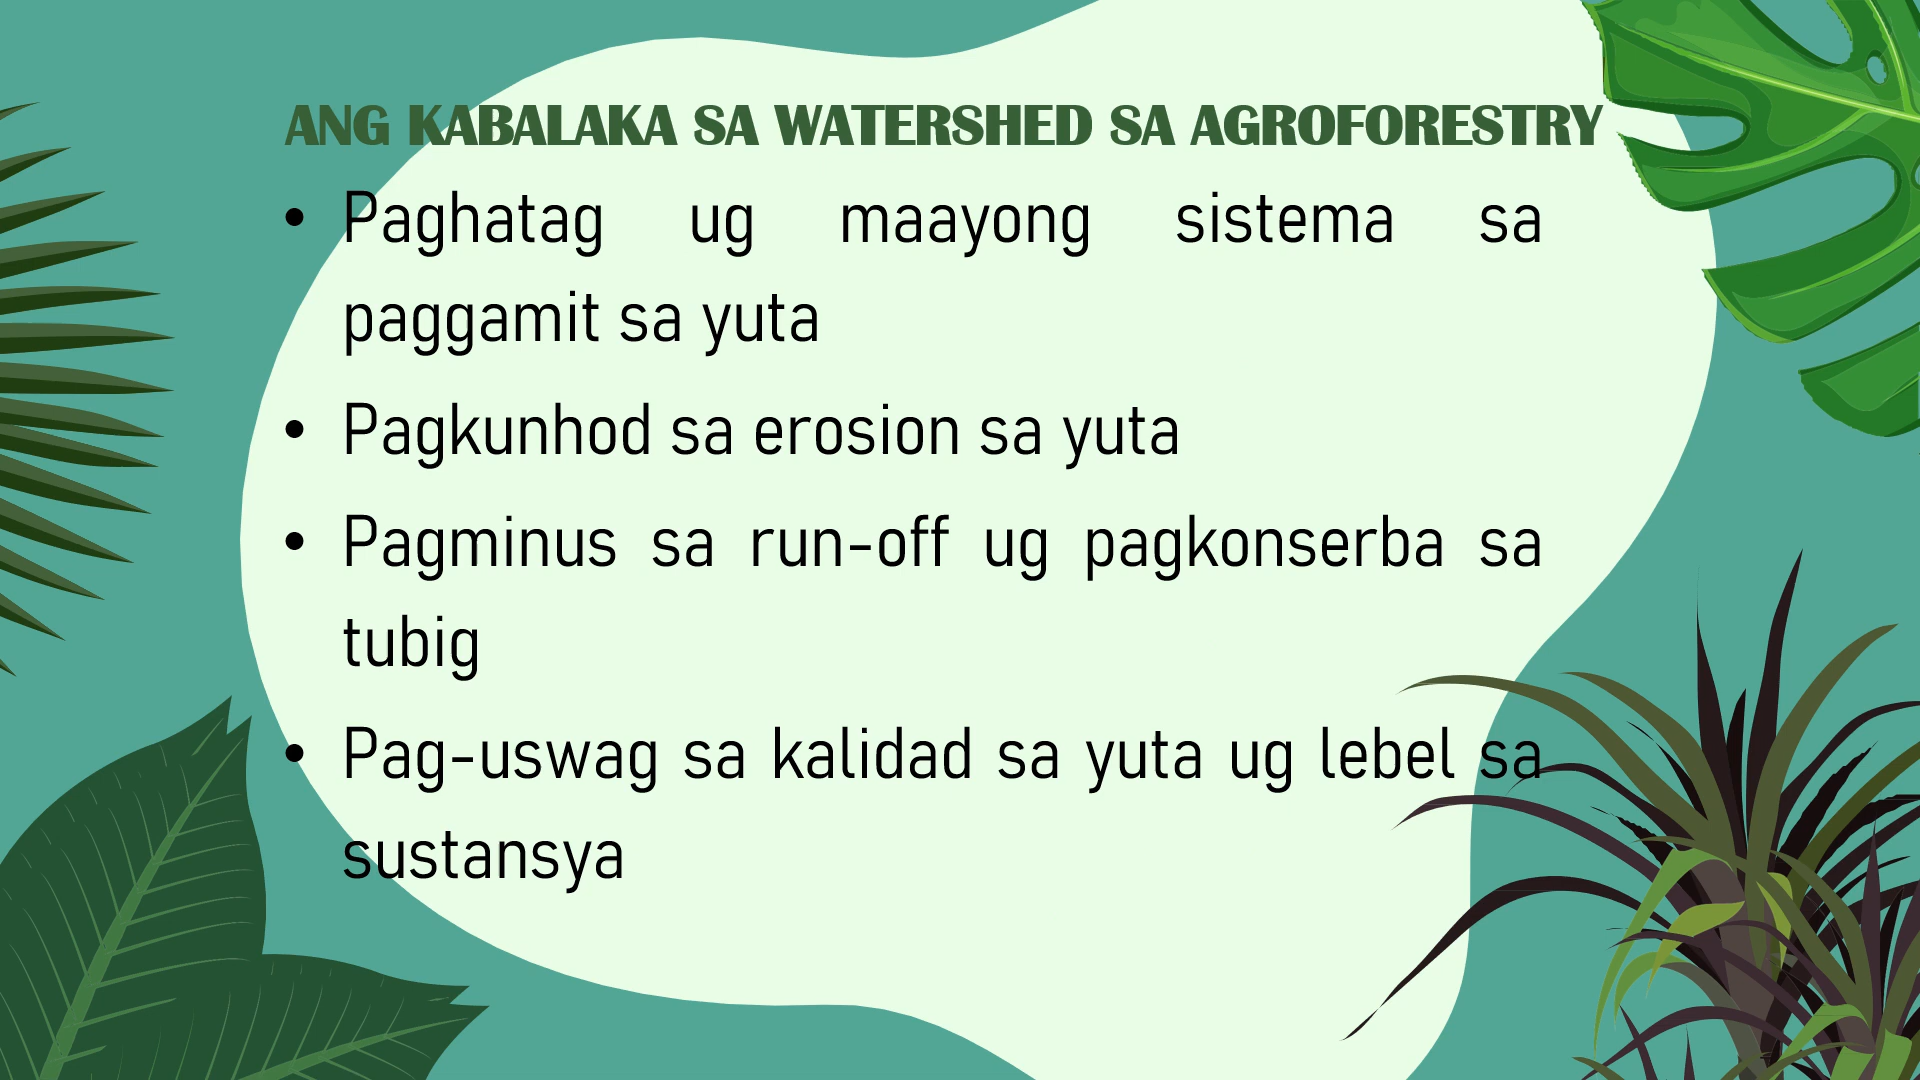 ANG KABALAKA SA WATERSHED SA AGROFORESTRY
• Paghatag ug maayong sistema sa
paggamit sa yuta
• Pagkunhod sa erosion sa yuta
• Pagminus sa run-off ug pagkonserba sa
tubig
• Pag-uswag sa kalidad sa yuta ug lebel sa
sustansya